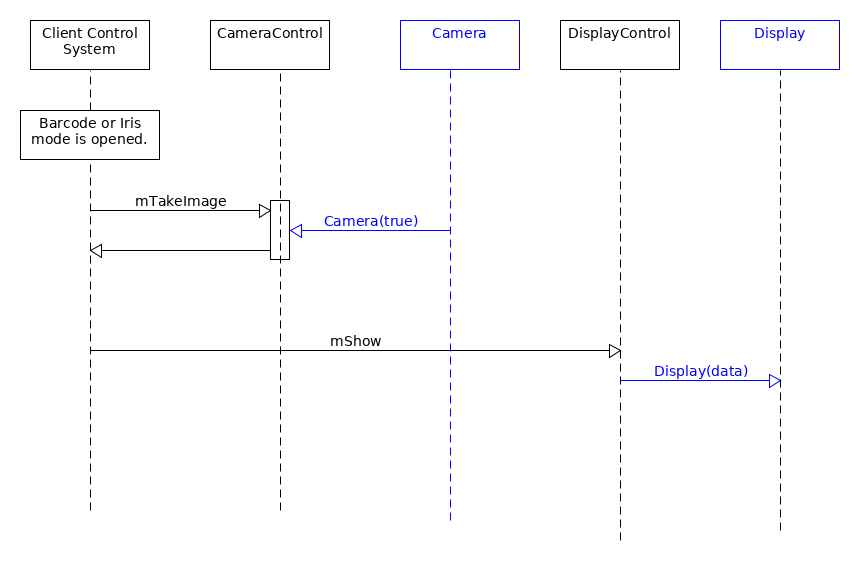 Client Control
System
CameraControl
Camera
DisplayControl
Display
Barcode or Iris
mode is opened.
mTakeImage
Camera(true)
mShow
Display(data)